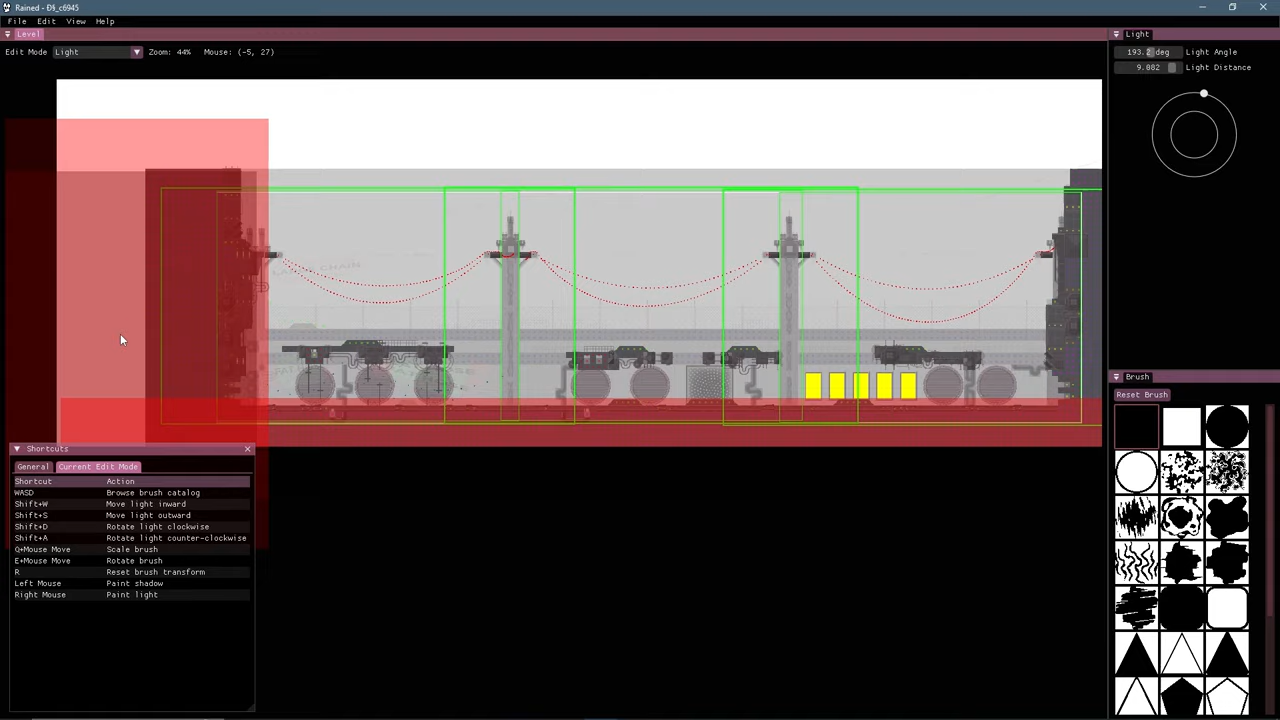 Rained - Đ§_c6945
File Edit View Help
Level
Edit Mode Light Zoom: 44% Mouse: (-5, 27)
Light
193.2 deg Light Angle
9.882 Light Distance
Brush
Reset Brush
Shortcuts
General Current Edit Mode
Shortcut Action
WASD Browse brush catalog
Shift+W Move light inward
Shift+S Move light outward
Shift+D Rotate light clockwise
Shift+A Rotate light counter-clockwise
Q+Mouse Move Scale brush
E+Mouse Move Rotate brush
R Reset brush transform
Left Mouse Paint shadow
Right Mouse Paint light